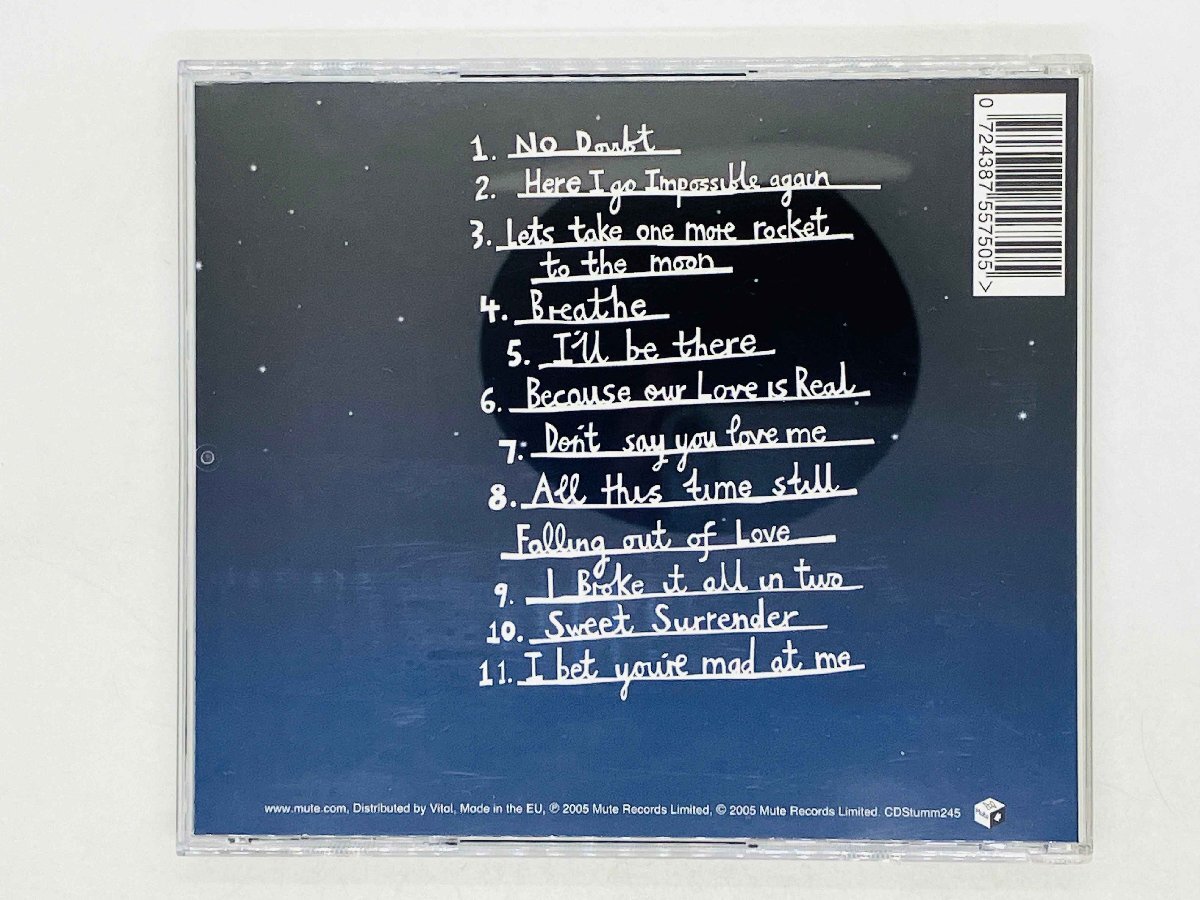 1. No Doubt
2. Here I go Impossible again
3. Lets take one more rocket
to the moon
4. Breathe
5. I'll be there
6. Because our Love is Real
7. Don't say you love me
8. All this time still
Falling out of Love
9. I Broke it all in two
10. Sweet Surrender
11. I bet you're mad at me
0 724387 557505 >
www.mute.com, Distributed by Vital, Made in the EU, ℗ 2005 Mute Records Limited, © 2005 Mute Records Limited. CDStumm245
Mute